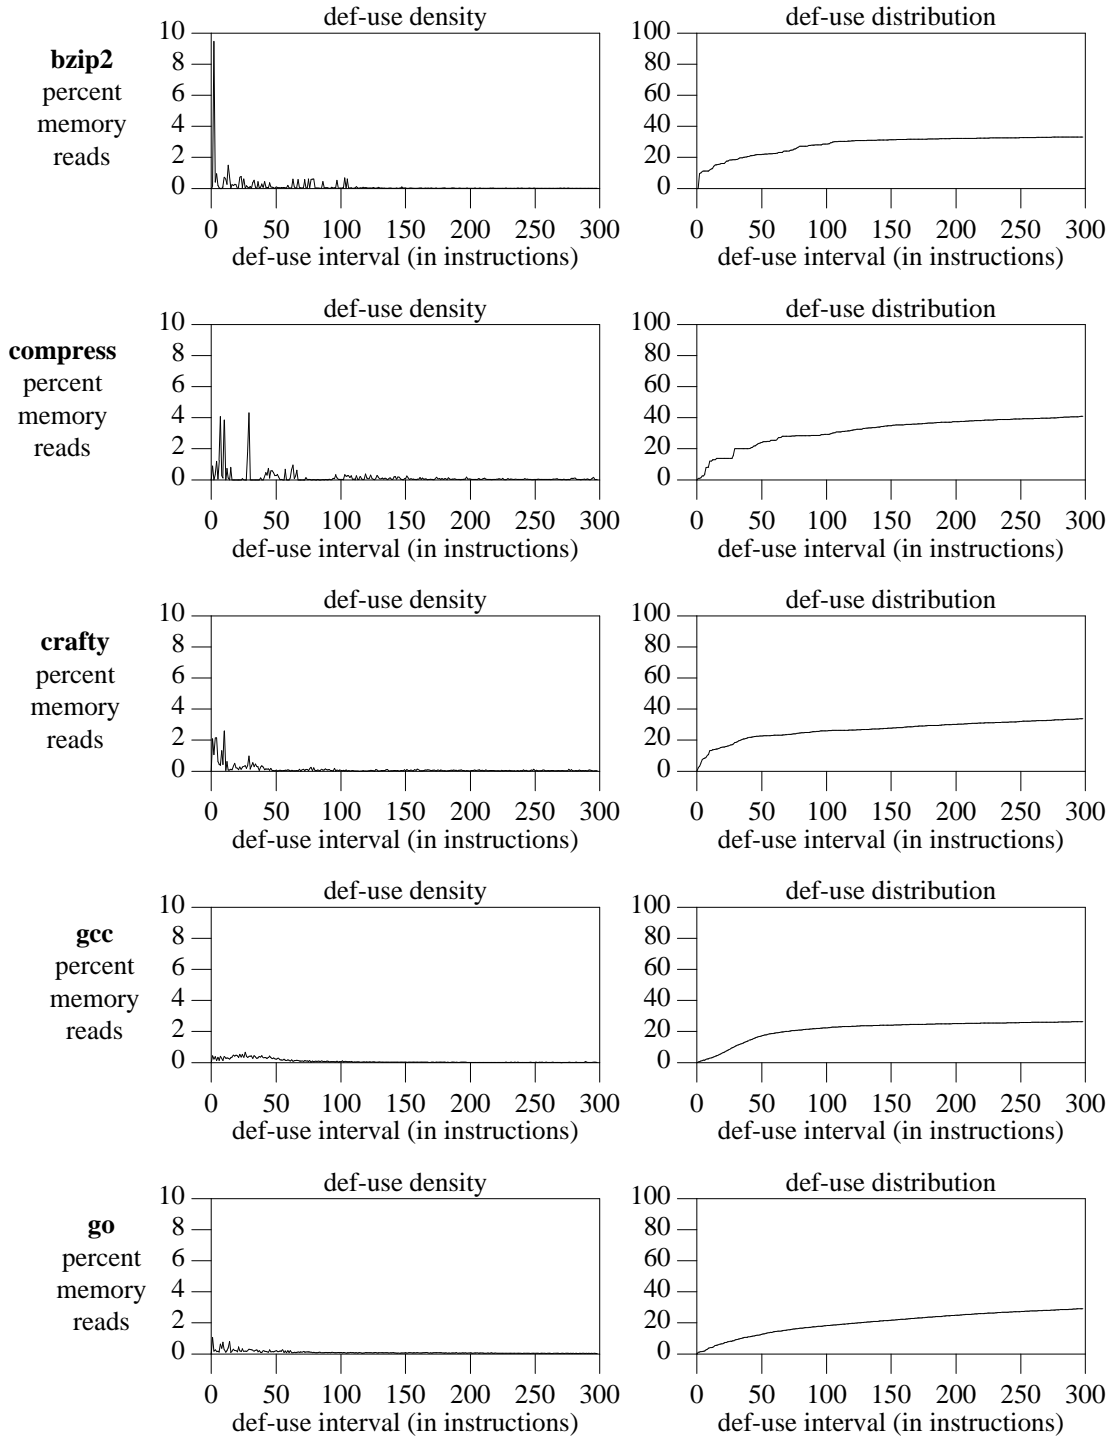 def-use density
def-use distribution
bzip2
percent
memory
reads
10
8
6
4
2
0
0 50 100 150 200 250 300
def-use interval (in instructions)
100
80
60
40
20
0
0 50 100 150 200 250 300
def-use interval (in instructions)
def-use density
def-use distribution
compress
percent
memory
reads
10
8
6
4
2
0
0 50 100 150 200 250 300
def-use interval (in instructions)
100
80
60
40
20
0
0 50 100 150 200 250 300
def-use interval (in instructions)
def-use density
def-use distribution
crafty
percent
memory
reads
10
8
6
4
2
0
0 50 100 150 200 250 300
def-use interval (in instructions)
100
80
60
40
20
0
0 50 100 150 200 250 300
def-use interval (in instructions)
def-use density
def-use distribution
gcc
percent
memory
reads
10
8
6
4
2
0
0 50 100 150 200 250 300
def-use interval (in instructions)
100
80
60
40
20
0
0 50 100 150 200 250 300
def-use interval (in instructions)
def-use density
def-use distribution
go
percent
memory
reads
10
8
6
4
2
0
0 50 100 150 200 250 300
def-use interval (in instructions)
100
80
60
40
20
0
0 50 100 150 200 250 300
def-use interval (in instructions)